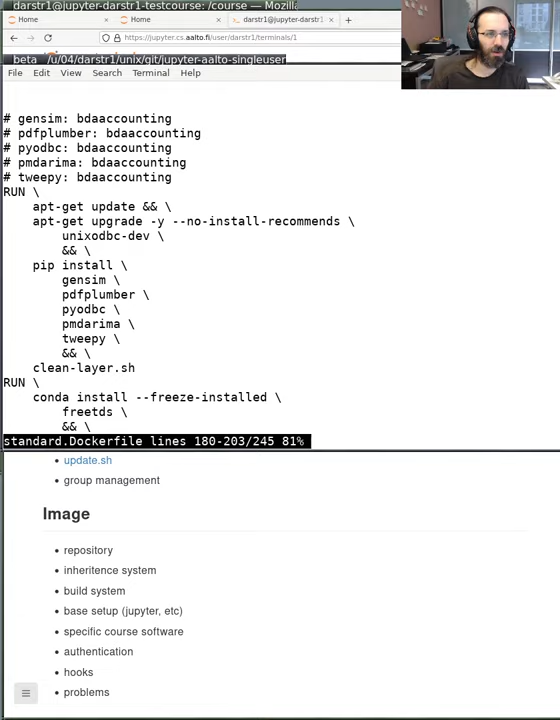 darstr1@jupyter-darstr1-testcourse: /course — Mozilla
Home × Home × darstr1@jupyter-darstr1- × +
https://jupyter.cs.aalto.fi/user/darstr1/terminals/1
beta /u/04/darstr1/unix/git/jupyter-aalto-singleuser
File Edit View Search Terminal Help
# gensim: bdaaccounting
# pdfplumber: bdaaccounting
# pyodbc: bdaaccounting
# pmdarima: bdaaccounting
# tweepy: bdaaccounting
RUN \
apt-get update && \
apt-get upgrade -y --no-install-recommends \
unixodbc-dev \
&& \
pip install \
gensim \
pdfplumber \
pyodbc \
pmdarima \
tweepy \
&& \
clean-layer.sh
RUN \
conda install --freeze-installed \
freetds \
&& \
standard.Dockerfile lines 180-203/245 81%
• update.sh
• group management
Image
• repository
• inheritence system
• build system
• base setup (jupyter, etc)
• specific course software
• authentication
• hooks
• problems